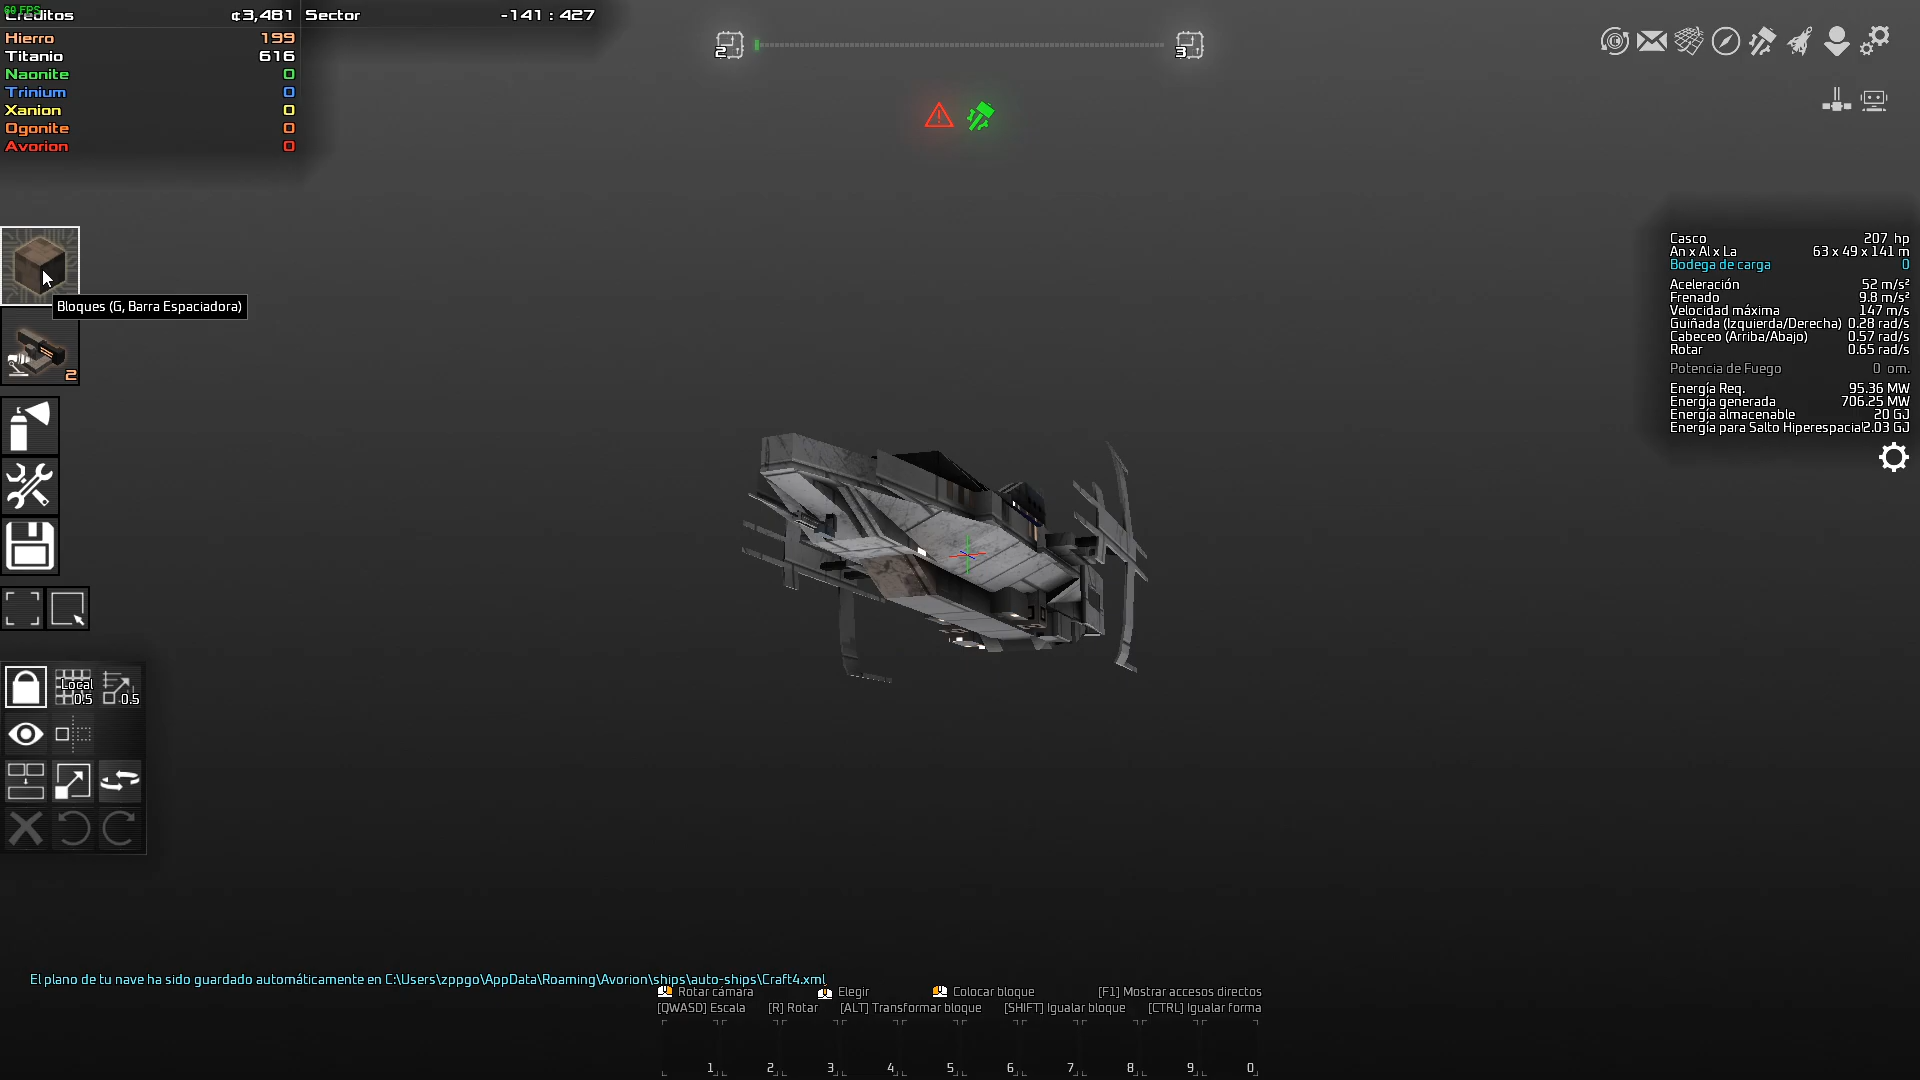 60 FPS
Créditos ¢3,481
Sector -141 : 427
Hierro 199
Titanio 616
Naonite 0
Trinium 0
Xanion 0
Ogonite 0
Avorion 0
2
3
Bloques (G, Barra Espaciadora)
2
Local
0.5
0.5
Casco 207 hp
An x Al x La 63 x 49 x 141 m
Bodega de carga 0
Aceleración 52 m/s²
Frenado 9.8 m/s²
Velocidad máxima 147 m/s
Guiñada (Izquierda/Derecha) 0.28 rad/s
Cabeceo (Arriba/Abajo) 0.57 rad/s
Rotar 0.65 rad/s
Potencia de Fuego 0 om.
Energía Req. 95.36 MW
Energía generada 706.25 MW
Energía almacenable 20 GJ
Energía para Salto Hiperespacial 2.03 GJ
El plano de tu nave ha sido guardado automáticamente en C:\Users\zppgo\AppData\Roaming\Avorion\ships\auto-ships\Craft4.xml.
Rotar cámara Elegir Colocar bloque [F1] Mostrar accesos directos
[QWASD] Escala [R] Rotar [ALT] Transformar bloque [SHIFT] Igualar bloque [CTRL] Igualar forma
1 2 3 4 5 6 7 8 9 0